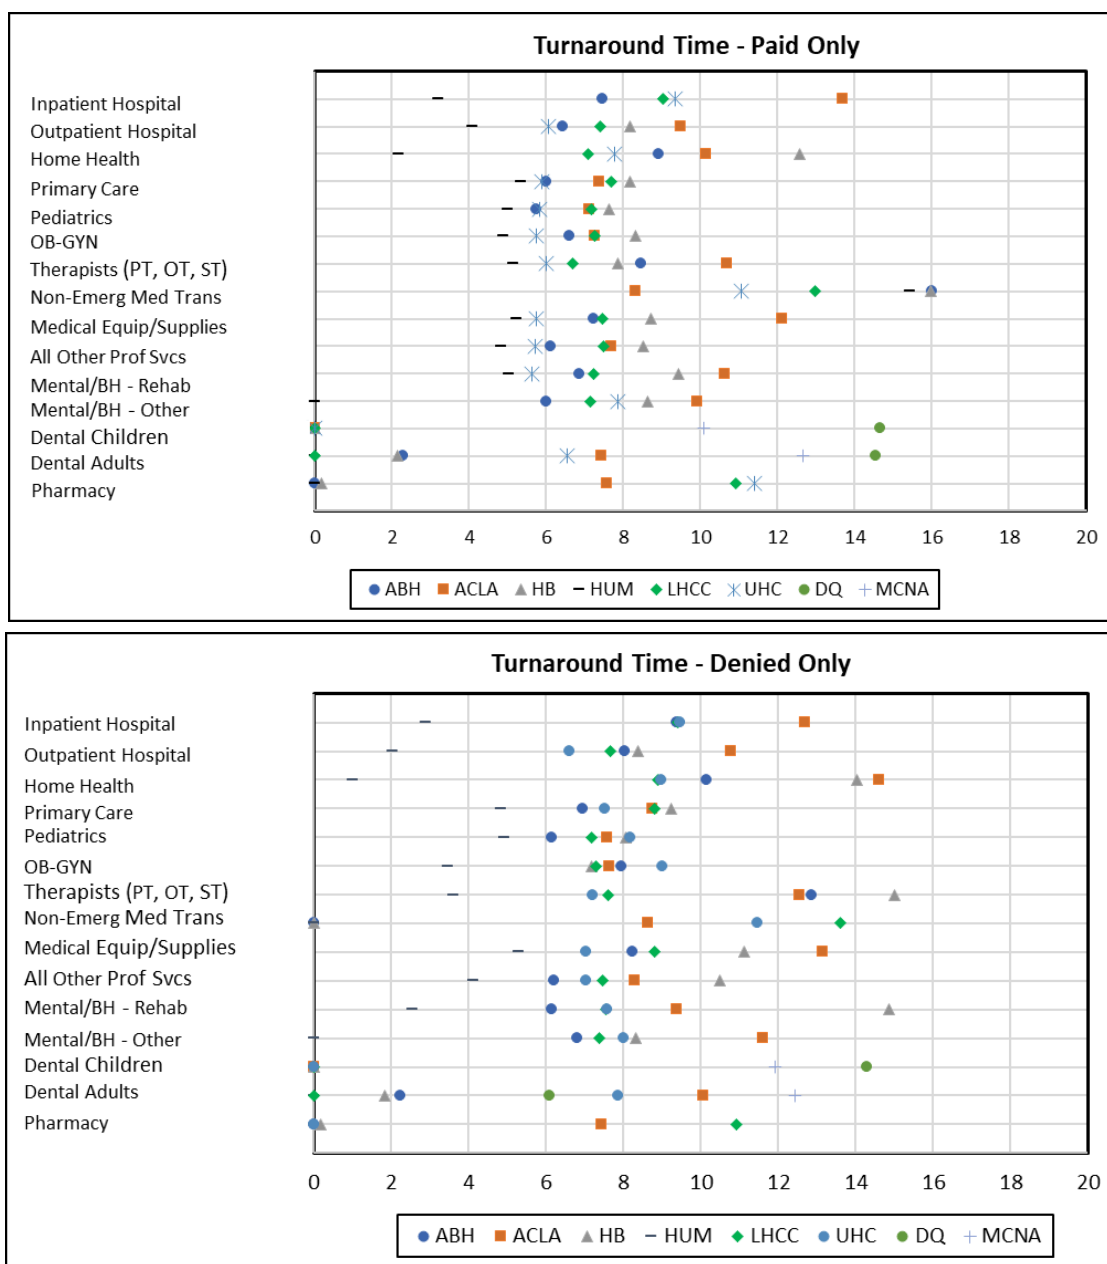 Turnaround Time - Paid Only
Inpatient Hospital
Outpatient Hospital
Home Health
Primary Care
Pediatrics
OB-GYN
Therapists (PT, OT, ST)
Non-Emerg Med Trans
Medical Equip/Supplies
All Other Prof Svcs
Mental/BH - Rehab
Mental/BH - Other
Dental Children
Dental Adults
Pharmacy
0 2 4 6 8 10 12 14 16 18 20
ABH ACLA HB HUM LHCC UHC DQ MCNA
Turnaround Time - Denied Only
Inpatient Hospital
Outpatient Hospital
Home Health
Primary Care
Pediatrics
OB-GYN
Therapists (PT, OT, ST)
Non-Emerg Med Trans
Medical Equip/Supplies
All Other Prof Svcs
Mental/BH - Rehab
Mental/BH - Other
Dental Children
Dental Adults
Pharmacy
0 2 4 6 8 10 12 14 16 18 20
ABH ACLA HB HUM LHCC UHC DQ MCNA